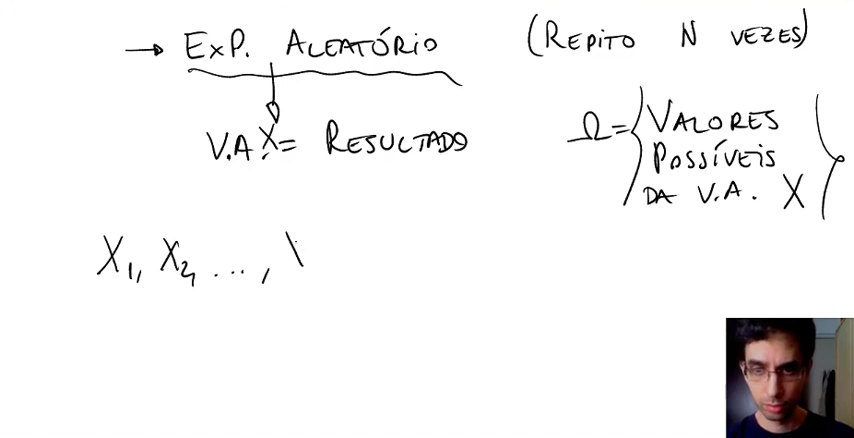 → EXP. ALEATÓRIO (REPITO N VEZES)
V.A X = RESULTADO
Ω = { VALORES
POSSÍVEIS
DA V.A. X }
X₁, X₂, ..., \